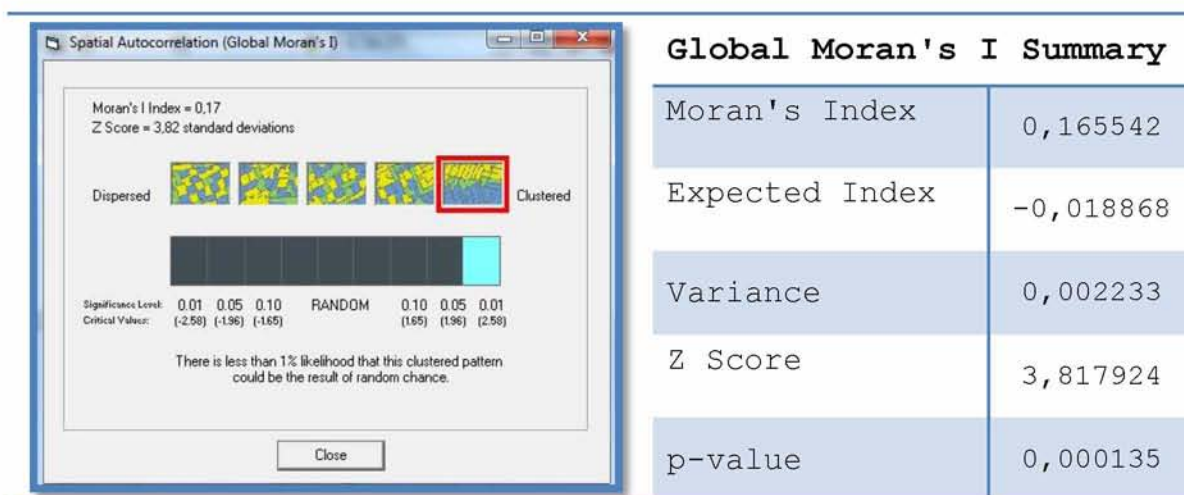 Spatial Autocorrelation (Global Moran's I)
Moran's I Index = 0,17
Z Score = 3,82 standard deviations
Dispersed
Clustered
Significance Level: 0.01 0.05 0.10 RANDOM 0.10 0.05 0.01
Critical Values: (-2.58) (-1.96) (-1.65) (1.65) (1.96) (2.58)
There is less than 1% likelihood that this clustered pattern
could be the result of random chance.
Close
Global Moran's I Summary
Moran's Index 0,165542
Expected Index -0,018868
Variance 0,002233
Z Score 3,817924
p-value 0,000135